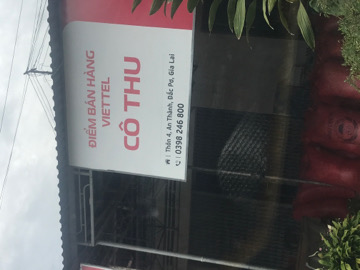 ĐIỂM BÁN HÀNG
VIETTEL
CÔ THU
: Thôn 4, An Thành, Đắc Pơ, Gia Lai
: 0398 246 800